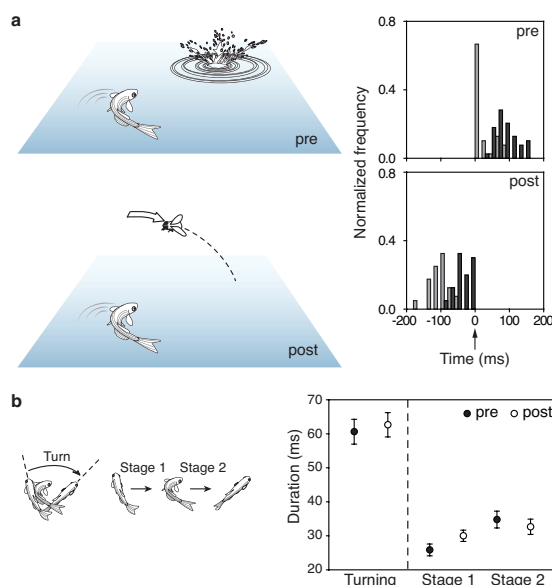 a
pre
post
Normalized frequency
pre
0.8
0.4
0.0
post
0.8
0.4
0.0
-200 -100 0 100 200
Time (ms)
b
Turn
Stage 1 Stage 2
Duration (ms)
70
60
50
40
30
20
pre post
Turning Stage 1 Stage 2